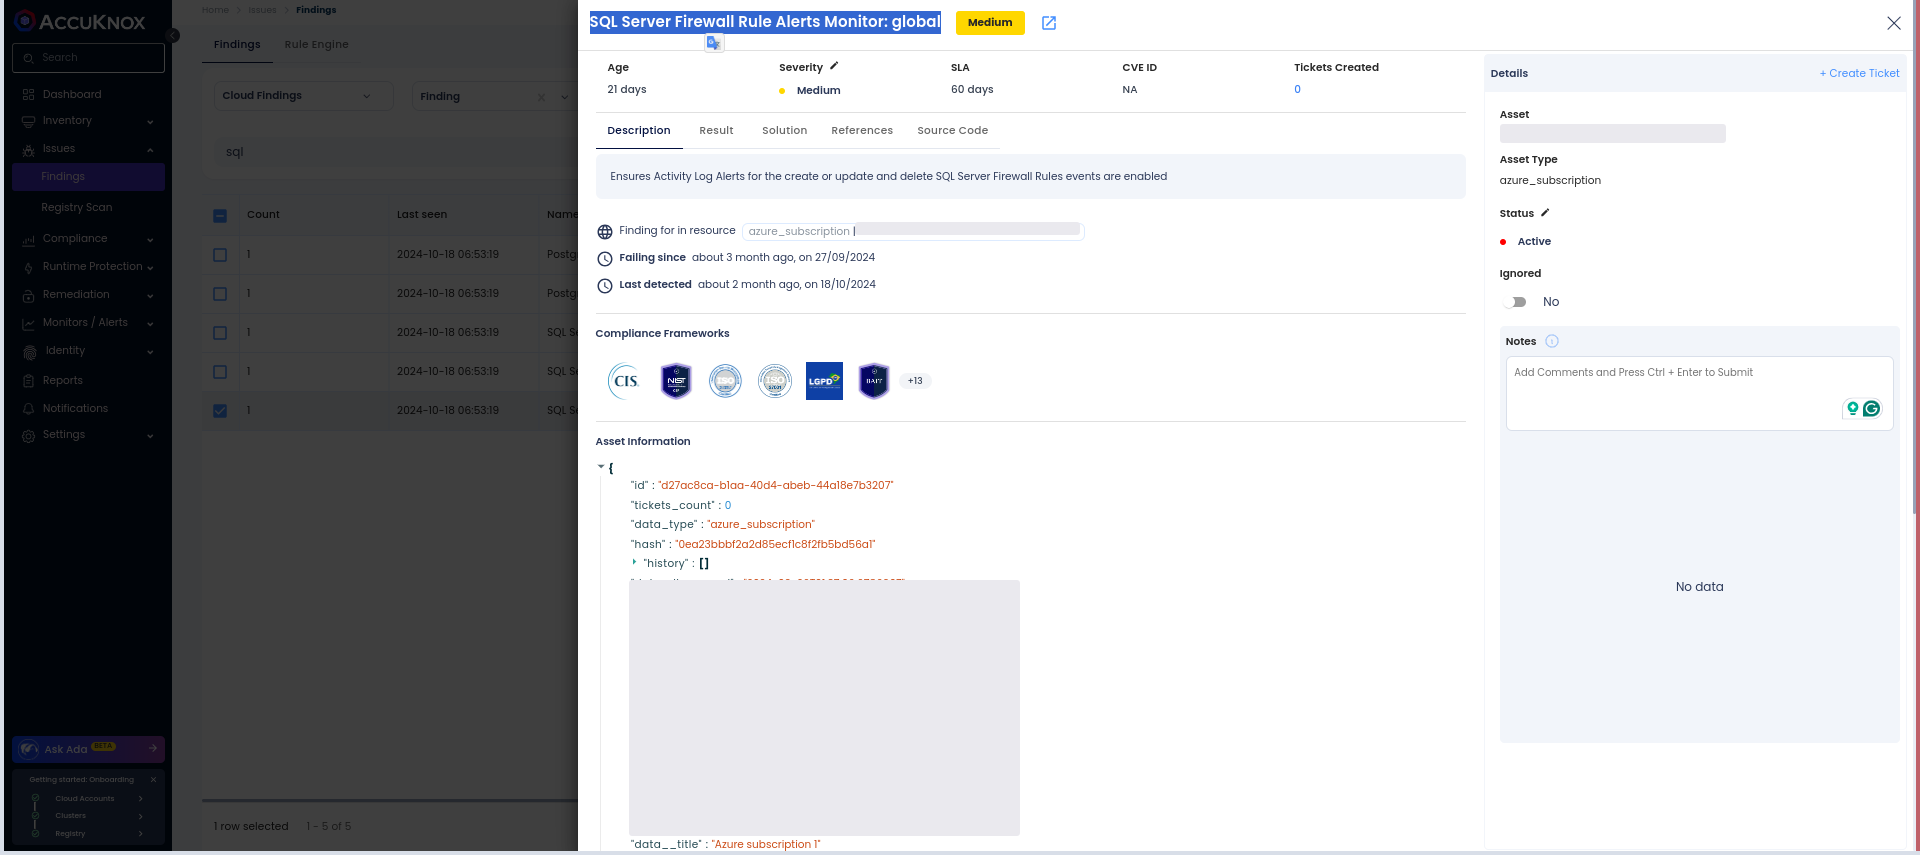 ACCUKNOX
Search
Dashboard
Inventory
Issues
Findings
Registry Scan
Compliance
Runtime Protection
Remediation
Monitors / Alerts
Identity
Reports
Notifications
Settings
Ask Ada BETA
Getting started: Onboarding
Cloud Accounts
Clusters
Registry
Home > Issues > Findings
Findings Rule Engine
Cloud Findings Finding
sql
Count Last seen Name
1 2024-10-18 06:53:19 Postg
1 2024-10-18 06:53:19 Postg
1 2024-10-18 06:53:19 SQL Se
1 2024-10-18 06:53:19 SQL Se
1 2024-10-18 06:53:19 SQL Se
1 row selected 1 - 5 of 5
SQL Server Firewall Rule Alerts Monitor: global Medium
Age Severity SLA CVE ID Tickets Created
21 days Medium 60 days NA 0
Description Result Solution References Source Code
Ensures Activity Log Alerts for the create or update and delete SQL Server Firewall Rules events are enabled
Finding for in resource azure_subscription |
Failing since about 3 month ago, on 27/09/2024
Last detected about 2 month ago, on 18/10/2024
Compliance Frameworks
CIS. NIST ISO ISO LGPD BAIT +13
Asset Information
{
"id" : "d27ac8ca-b1aa-40d4-abeb-44a18e7b3207"
"tickets_count" : 0
"data_type" : "azure_subscription"
"hash" : "0ea23bbbf2a2d85ecf1c8f2fb5bd56a1"
"history" : []
"data__title" : "Azure subscription 1"
Details + Create Ticket
Asset
Asset Type
azure_subscription
Status
Active
Ignored
No
Notes
Add Comments and Press Ctrl + Enter to Submit
No data